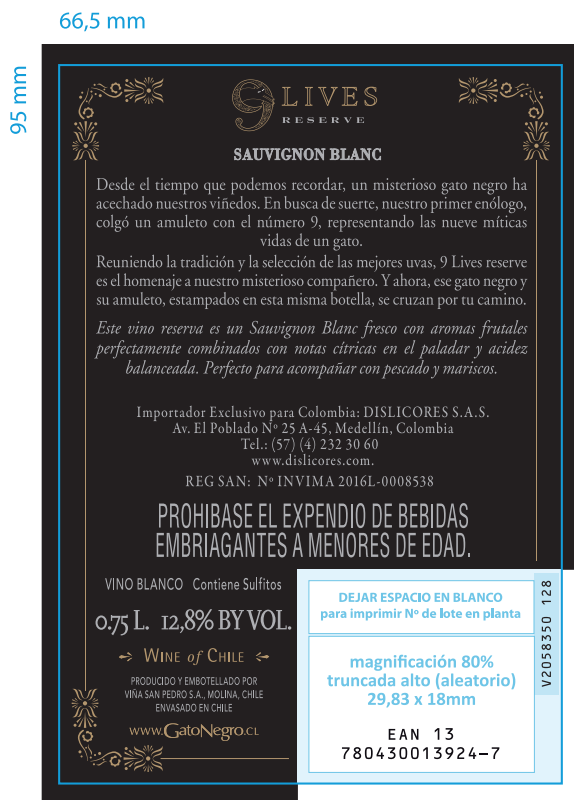 66,5 mm
95 mm
9 LIVES
RESERVE
SAUVIGNON BLANC
Desde el tiempo que podemos recordar, un misterioso gato negro ha
acechado nuestros viñedos. En busca de suerte, nuestro primer enólogo,
colgó un amuleto con el número 9, representando las nueve míticas
vidas de un gato.
Reuniendo la tradición y la selección de las mejores uvas, 9 Lives reserve
es el homenaje a nuestro misterioso compañero. Y ahora, ese gato negro y
su amuleto, estampados en esta misma botella, se cruzan por tu camino.
Este vino reserva es un Sauvignon Blanc fresco con aromas frutales
perfectamente combinados con notas cítricas en el paladar y acidez
balanceada. Perfecto para acompañar con pescado y mariscos.
Importador Exclusivo para Colombia: DISLICORES S.A.S.
Av. El Poblado Nº 25 A-45, Medellín, Colombia
Tel.: (57) (4) 232 30 60
www.dislicores.com.
REG SAN: Nº INVIMA 2016L-0008538
PROHIBASE EL EXPENDIO DE BEBIDAS
EMBRIAGANTES A MENORES DE EDAD.
VINO BLANCO Contiene Sulfitos
0.75 L. 12,8% BY VOL.
WINE of CHILE
PRODUCIDO Y EMBOTELLADO POR
VIÑA SAN PEDRO S.A., MOLINA, CHILE
ENVASADO EN CHILE
www.GatoNegro.CL
DEJAR ESPACIO EN BLANCO
para imprimir Nº de lote en planta
V2058350 128
magnificación 80%
truncada alto (aleatorio)
29,83 x 18mm
EAN 13
780430013924-7